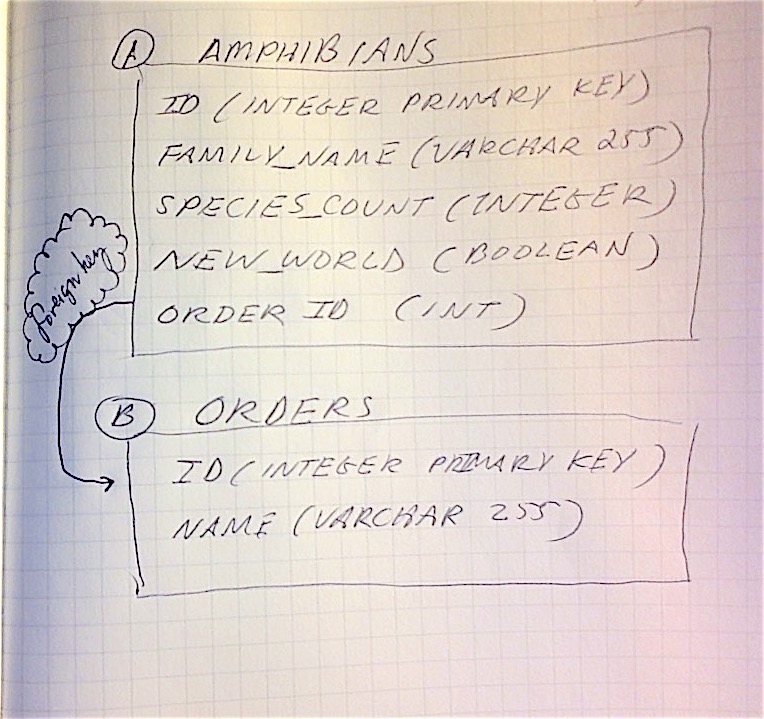 A AMPHIBIANS
ID (INTEGER PRIMARY KEY)
FAMILY_NAME (VARCHAR 255)
SPECIES_COUNT (INTEGER)
NEW_WORLD (BOOLEAN)
ORDER ID (INT)
foreign key
B ORDERS
ID (INTEGER PRIMARY KEY)
NAME (VARCHAR 255)